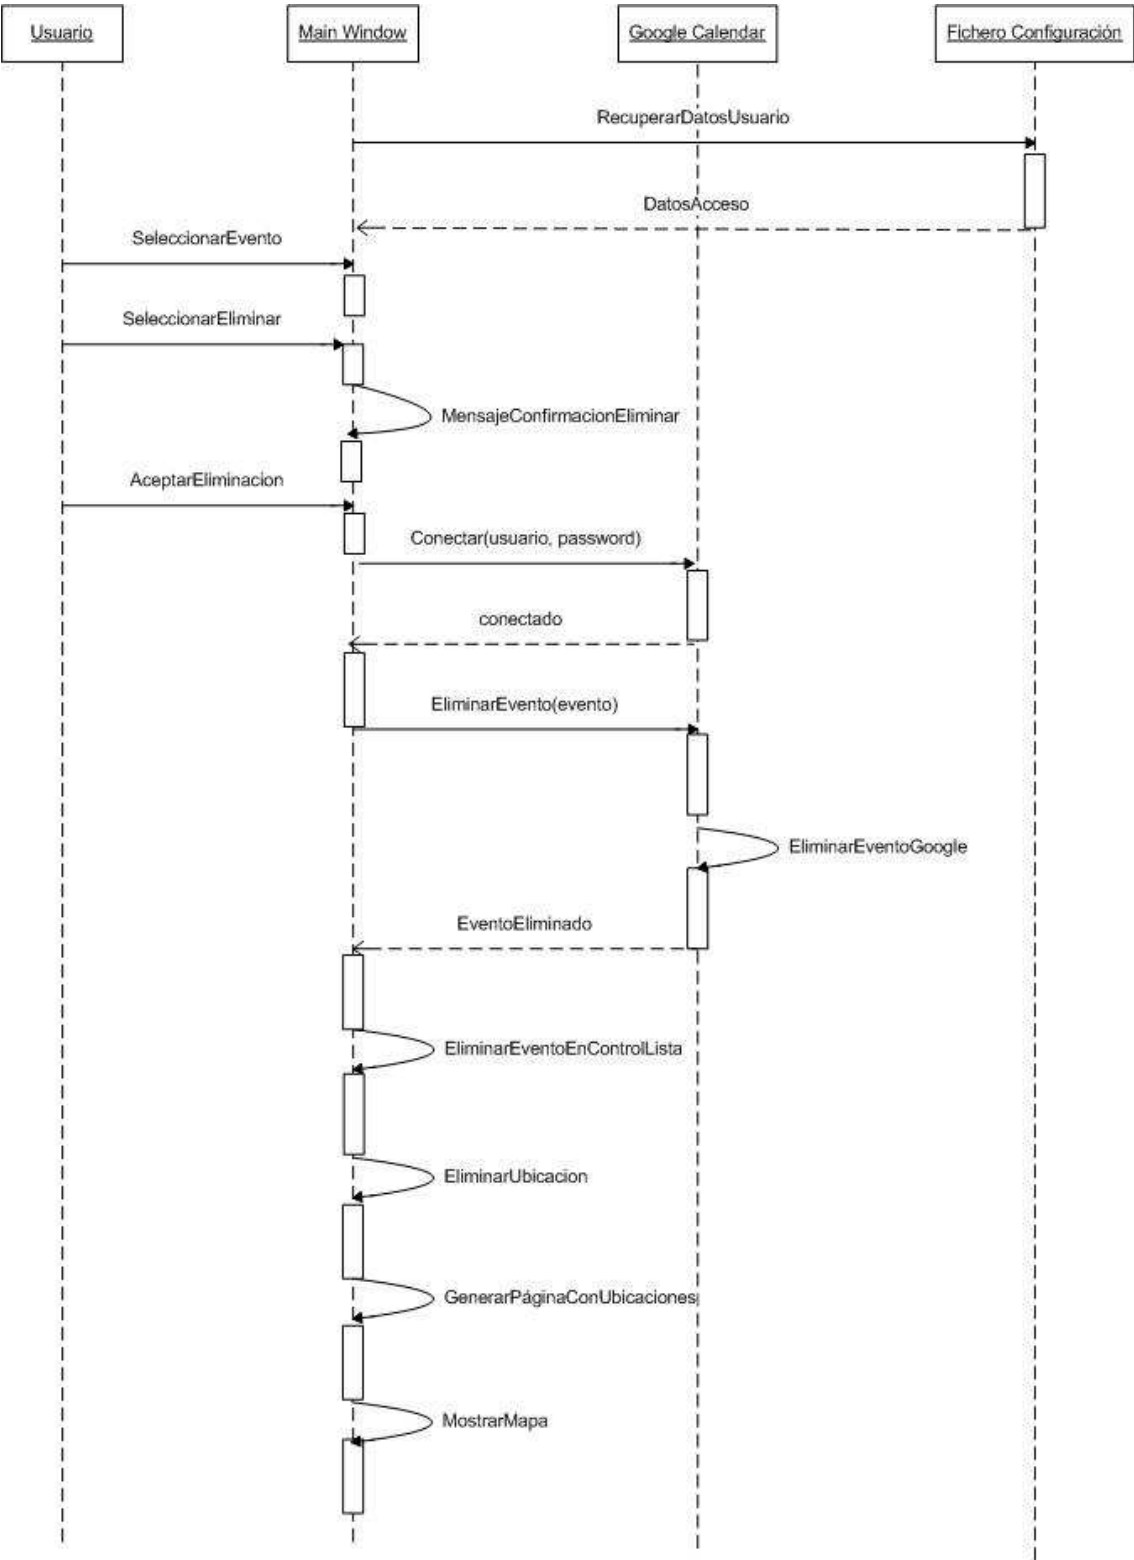 Usuario
Main Window
Google Calendar
Fichero Configuración
RecuperarDatosUsuario
DatosAcceso
SeleccionarEvento
SeleccionarEliminar
MensajeConfirmacionEliminar
AceptarEliminacion
Conectar(usuario, password)
conectado
EliminarEvento(evento)
EliminarEventoGoogle
EventoEliminado
EliminarEventoEnControlLista
EliminarUbicacion
GenerarPáginaConUbicaciones
MostrarMapa